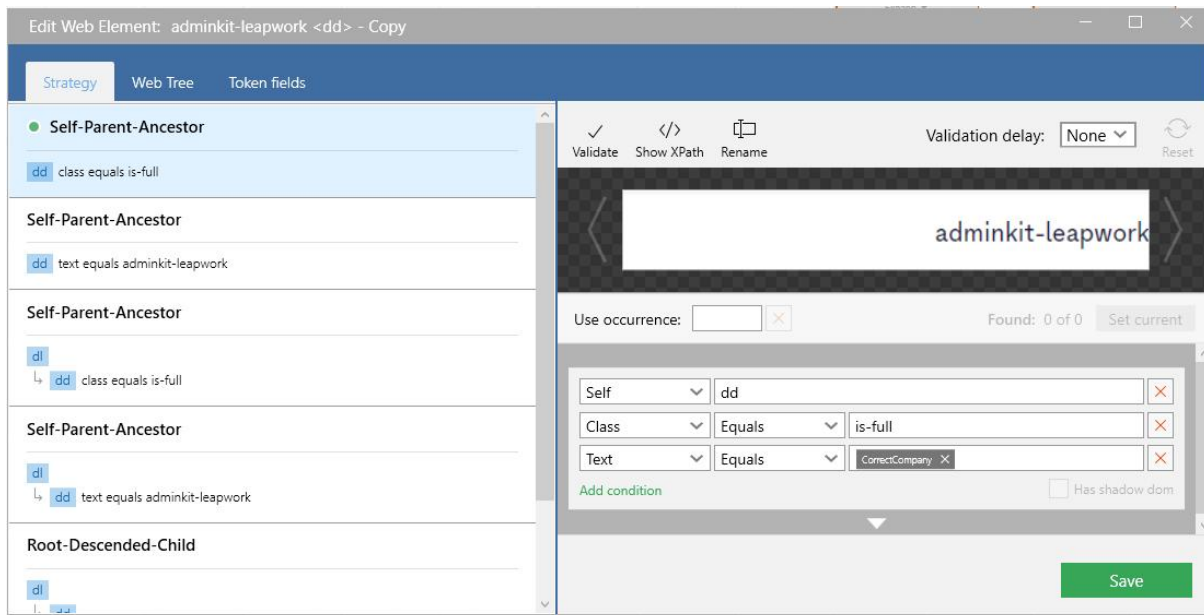 Edit Web Element: adminkit-leapwork <dd> - Copy
Strategy Web Tree Token fields
Self-Parent-Ancestor
dd class equals is-full
Self-Parent-Ancestor
dd text equals adminkit-leapwork
Self-Parent-Ancestor
dl
dd class equals is-full
Self-Parent-Ancestor
dl
dd text equals adminkit-leapwork
Root-Descended-Child
dl
dd
Validate Show XPath Rename Validation delay: None Reset
adminkit-leapwork
Use occurrence: Found: 0 of 0 Set current
Self dd
Class Equals is-full
Text Equals CorrectCompany
Add condition Has shadow dom
Save